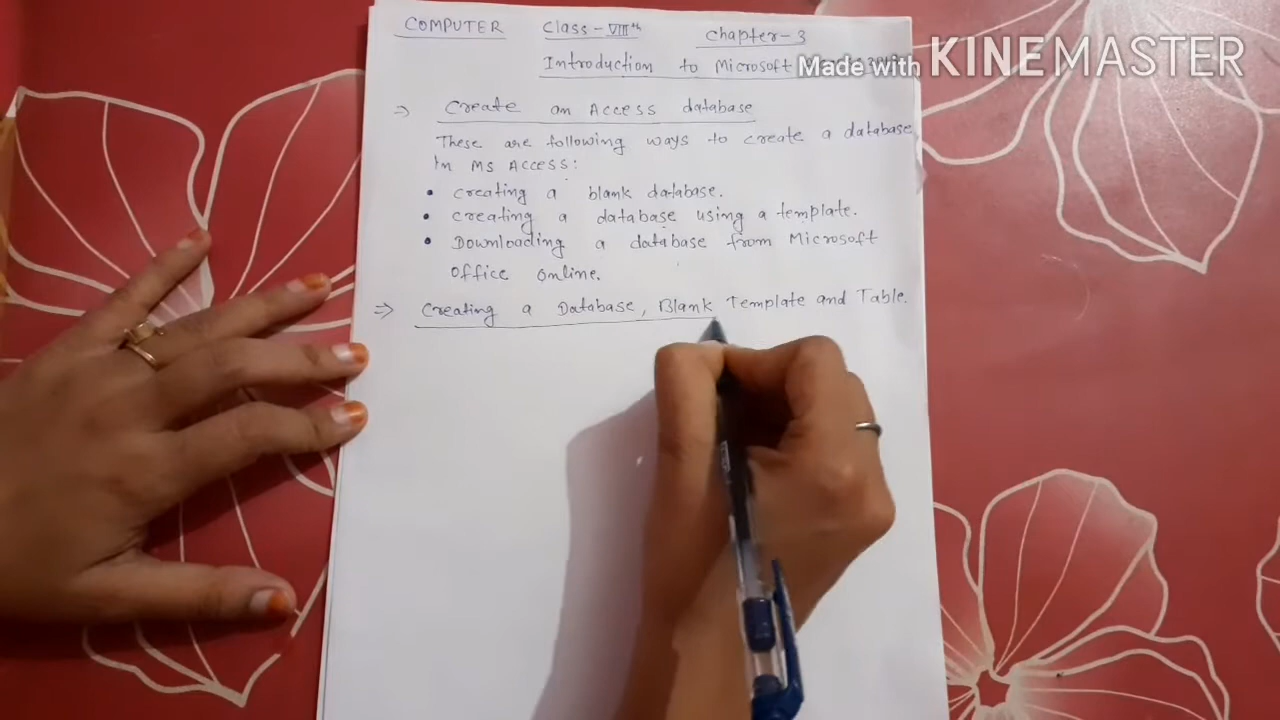 COMPUTER Class - VIIIth Chapter - 3
Introduction to Microsoft
Made with KINEMASTER
⇒ Create an Access database
These are following ways to create a database
In MS Access:
• Creating a blank database.
• Creating a database using a template.
• Downloading a database from Microsoft
Office Online.
⇒ Creating a Database, Blank Template and Table.